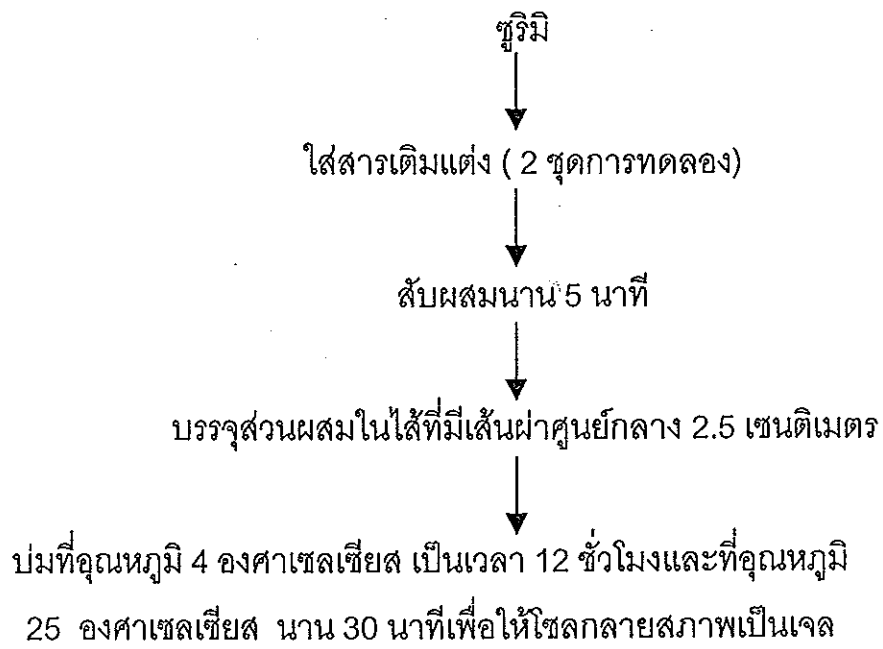 ซูริมิ
ใส่สารเติมแต่ง ( 2 ชุดการทดลอง)
สับผสมนาน 5 นาที
บรรจุส่วนผสมในไส้ที่มีเส้นผ่าศูนย์กลาง 2.5 เซนติเมตร
บ่มที่อุณหภูมิ 4 องศาเซลเซียส เป็นเวลา 12 ชั่วโมงและที่อุณหภูมิ
25 องศาเซลเซียส นาน 30 นาทีเพื่อให้โซลกลายสภาพเป็นเจล